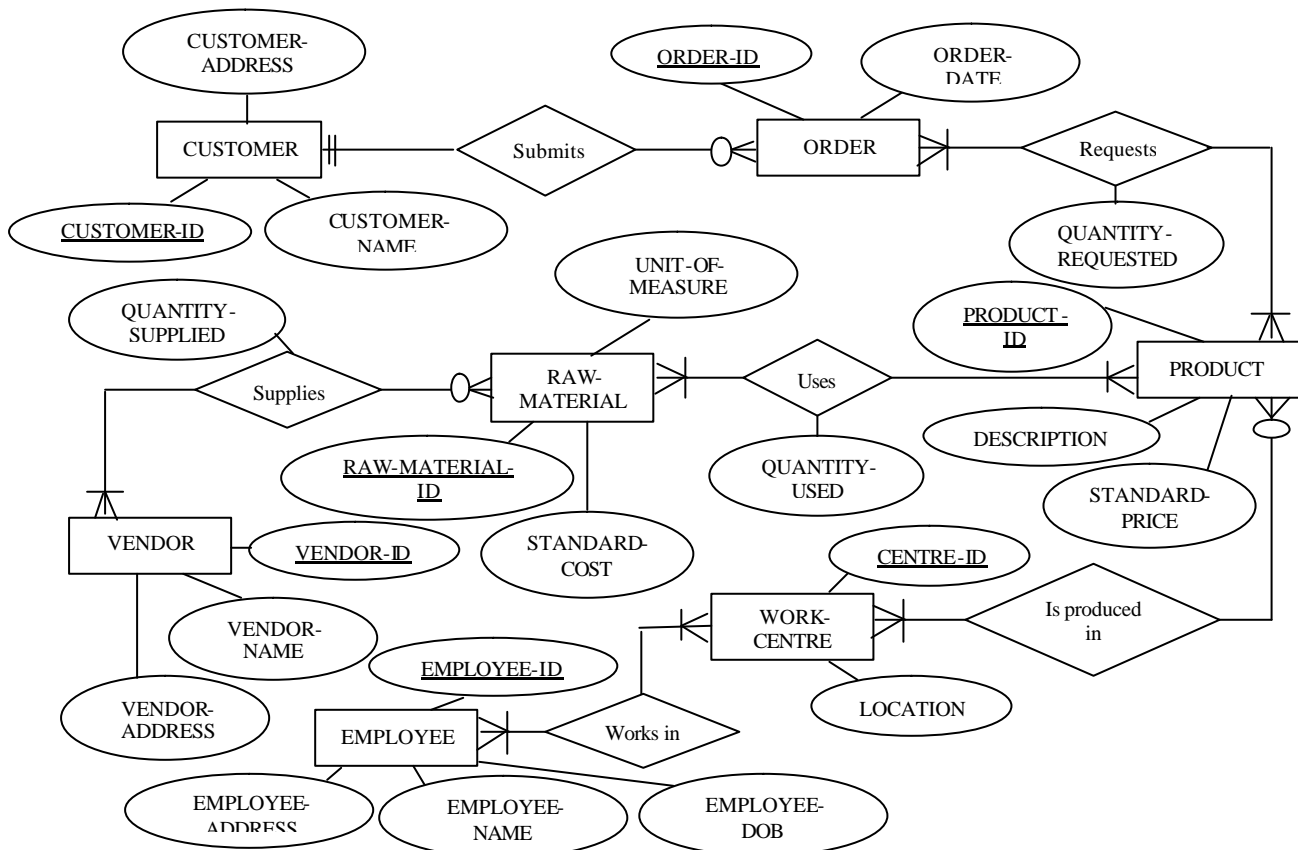 CUSTOMER-
ADDRESS
ORDER-ID
ORDER-
DATE
CUSTOMER
Submits
ORDER
Requests
CUSTOMER-ID
CUSTOMER-
NAME
QUANTITY-
REQUESTED
UNIT-OF-
MEASURE
QUANTITY-
SUPPLIED
PRODUCT-
ID
Supplies
RAW-
MATERIAL
Uses
PRODUCT
RAW-MATERIAL-
ID
QUANTITY-
USED
DESCRIPTION
STANDARD-
PRICE
VENDOR
VENDOR-ID
STANDARD-
COST
CENTRE-ID
VENDOR-
NAME
WORK-
CENTRE
Is produced
in
EMPLOYEE-ID
VENDOR-
ADDRESS
LOCATION
EMPLOYEE
Works in
EMPLOYEE-
ADDRESS
EMPLOYEE-
NAME
EMPLOYEE-
DOB